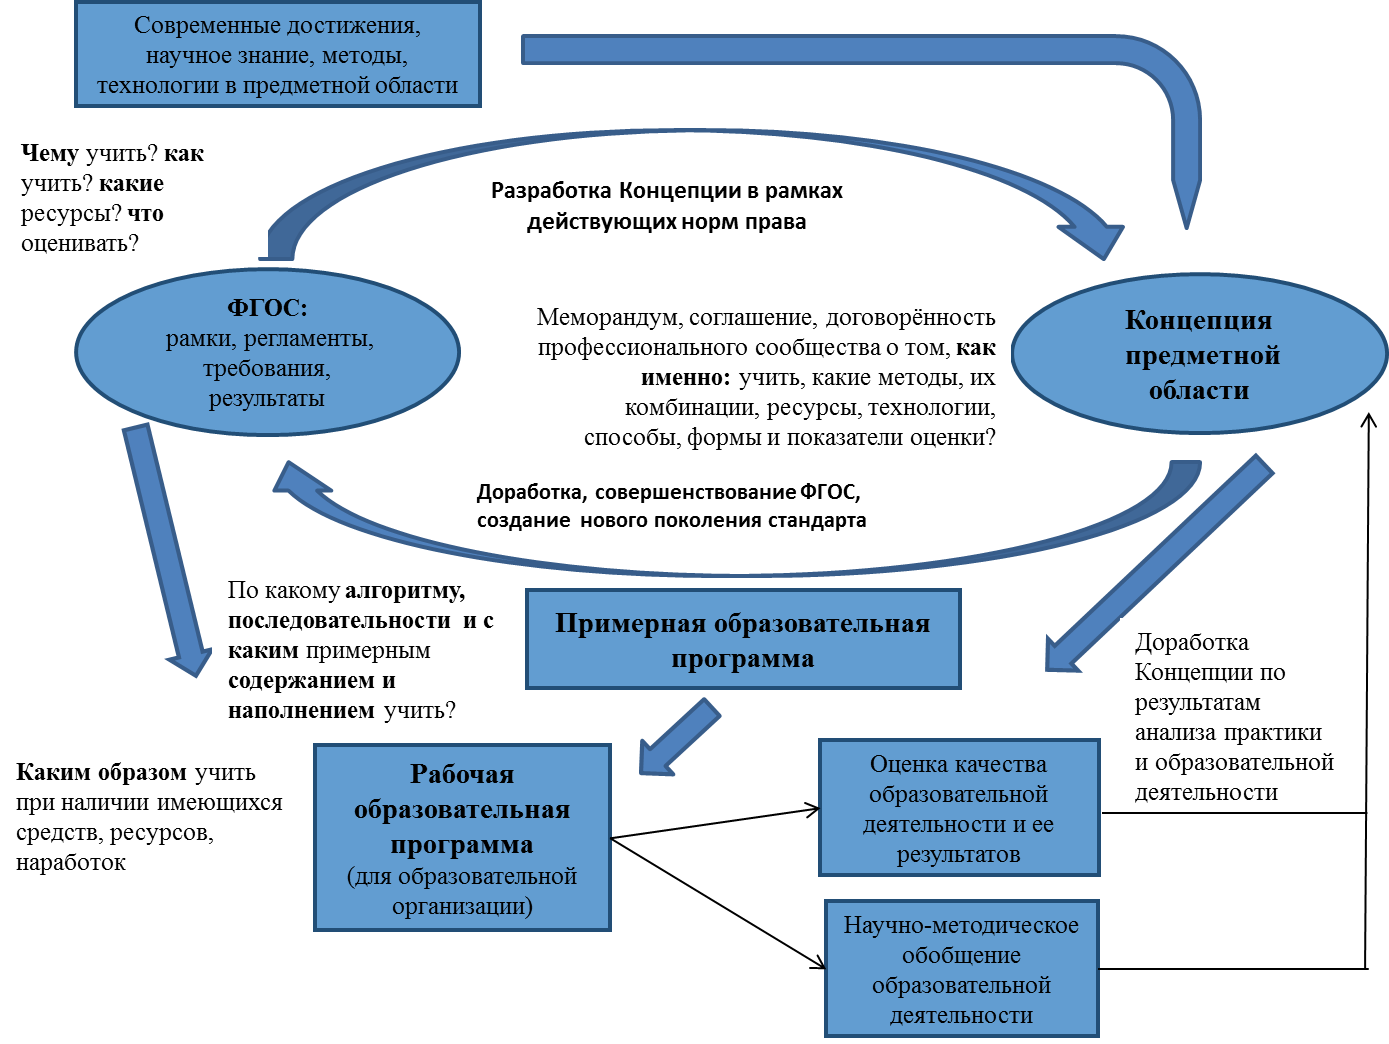 Современные достижения,
научное знание, методы,
технологии в предметной области
Чему учить? как
учить? какие
ресурсы? что
оценивать?
Разработка Концепции в рамках
действующих норм права
ФГОС:
рамки, регламенты,
требования,
результаты
Меморандум, соглашение, договорённость
профессионального сообщества о том, как
именно: учить, какие методы, их
комбинации, ресурсы, технологии,
способы, формы и показатели оценки?
Концепция
предметной
области
Доработка, совершенствование ФГОС,
создание нового поколения стандарта
По какому алгоритму,
последовательности и с
каким примерным
содержанием и
наполнением учить?
Примерная образовательная
программа
Доработка
Концепции по
результатам
анализа практики
и образовательной
деятельности
Каким образом учить
при наличии имеющихся
средств, ресурсов,
наработок
Рабочая
образовательная
программа
(для образовательной
организации)
Оценка качества
образовательной
деятельности и ее
результатов
Научно-методическое
обобщение
образовательной
деятельности